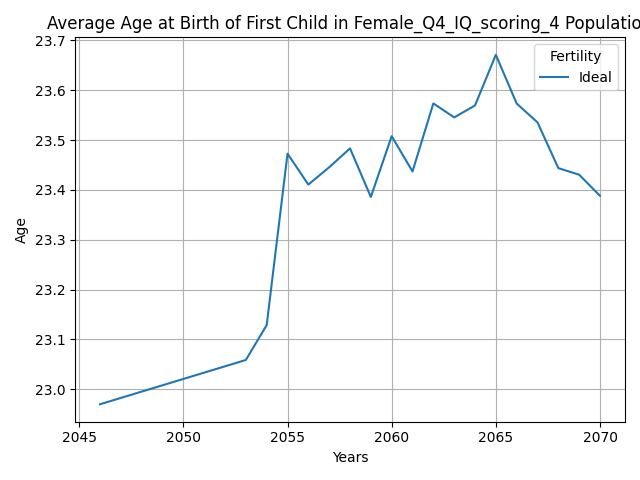 Average Age at Birth of First Child in Female_Q4_IQ_scoring_4 Populatio
23.7
23.6
23.5
23.4
23.3
23.2
23.1
23.0
Age
Fertility
Ideal
2045
2050
2055
2060
2065
2070
Years